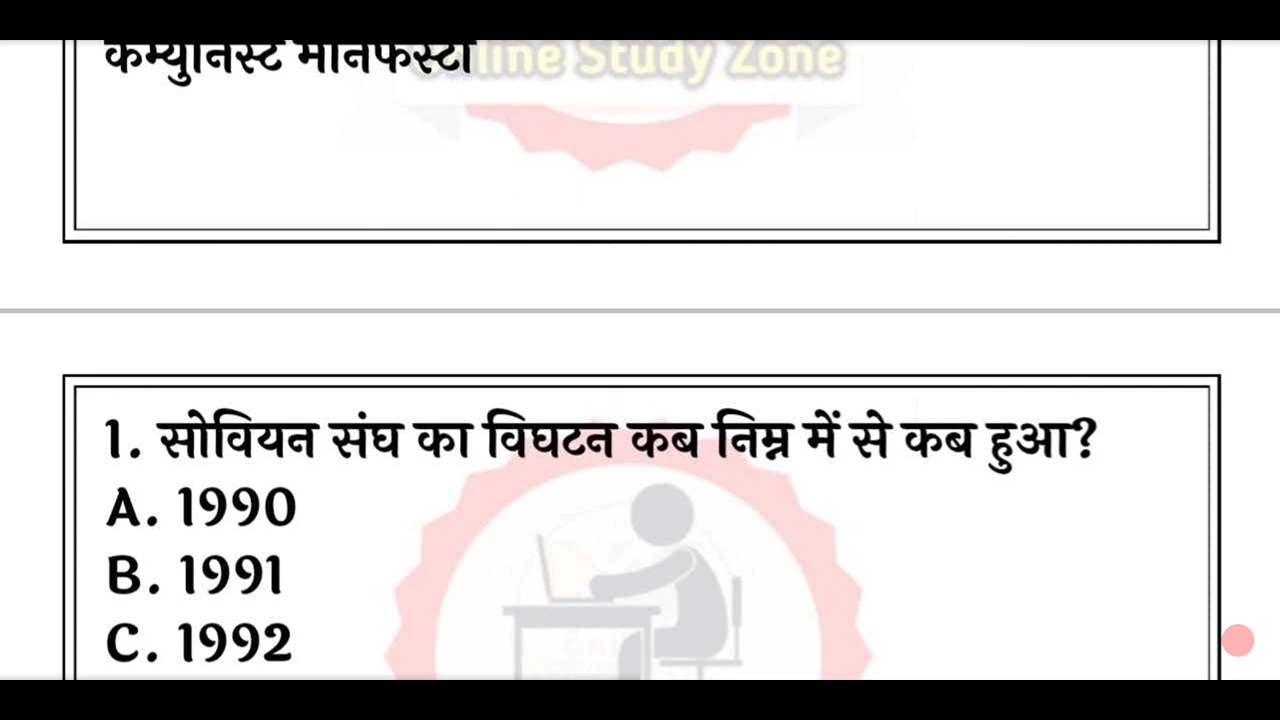 कम्युनिस्ट मेनिफेस्टो
Online Study Zone
1. सोवियन संघ का विघटन कब निम्न में से कब हुआ?
A. 1990
B. 1991
C. 1992